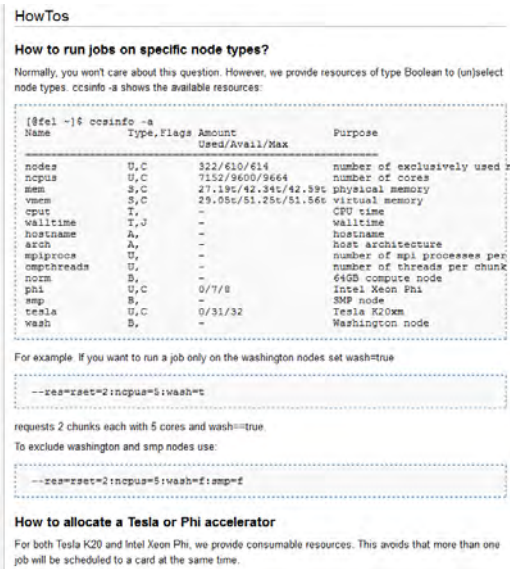 HowTos
How to run jobs on specific node types?
Normally, you won't care about this question. However, we provide resources of type Boolean to (un)select
node types. ccsinfo -a shows the available resources:
[@fe1 ~]$ ccsinfo -a
Name Type,Flags Amount Purpose
Used/Avail/Max
nodes U,C 322/610/614 number of exclusively used
ncpus U,C 7152/9600/9664 number of cores
mem S,C 27.19t/42.34t/42.59t physical memory
vmem S,C 29.05t/51.25t/51.56t virtual memory
cput T, - CPU time
walltime T,J - walltime
hostname A, - hostname
arch A, - host architecture
mpiprocs U, - number of mpi processes per
ompthreads U, - number of threads per chunk
norm B, - 64GB compute node
phi U,C 0/7/8 Intel Xeon Phi
smp B, - SMP node
tesla U,C 0/31/32 Tesla K20xm
wash B, - Washington node
For example. If you want to run a job only on the washington nodes set wash=true
--res=rset=2:ncpus=5:wash=t
requests 2 chunks each with 5 cores and wash==true.
To exclude washington and smp nodes use:
--res=rset=2:ncpus=5:wash=f:smp=f
How to allocate a Tesla or Phi accelerator
For both Tesla K20 and Intel Xeon Phi, we provide consumable resources. This avoids that more than one
job will be scheduled to a card at the same time.